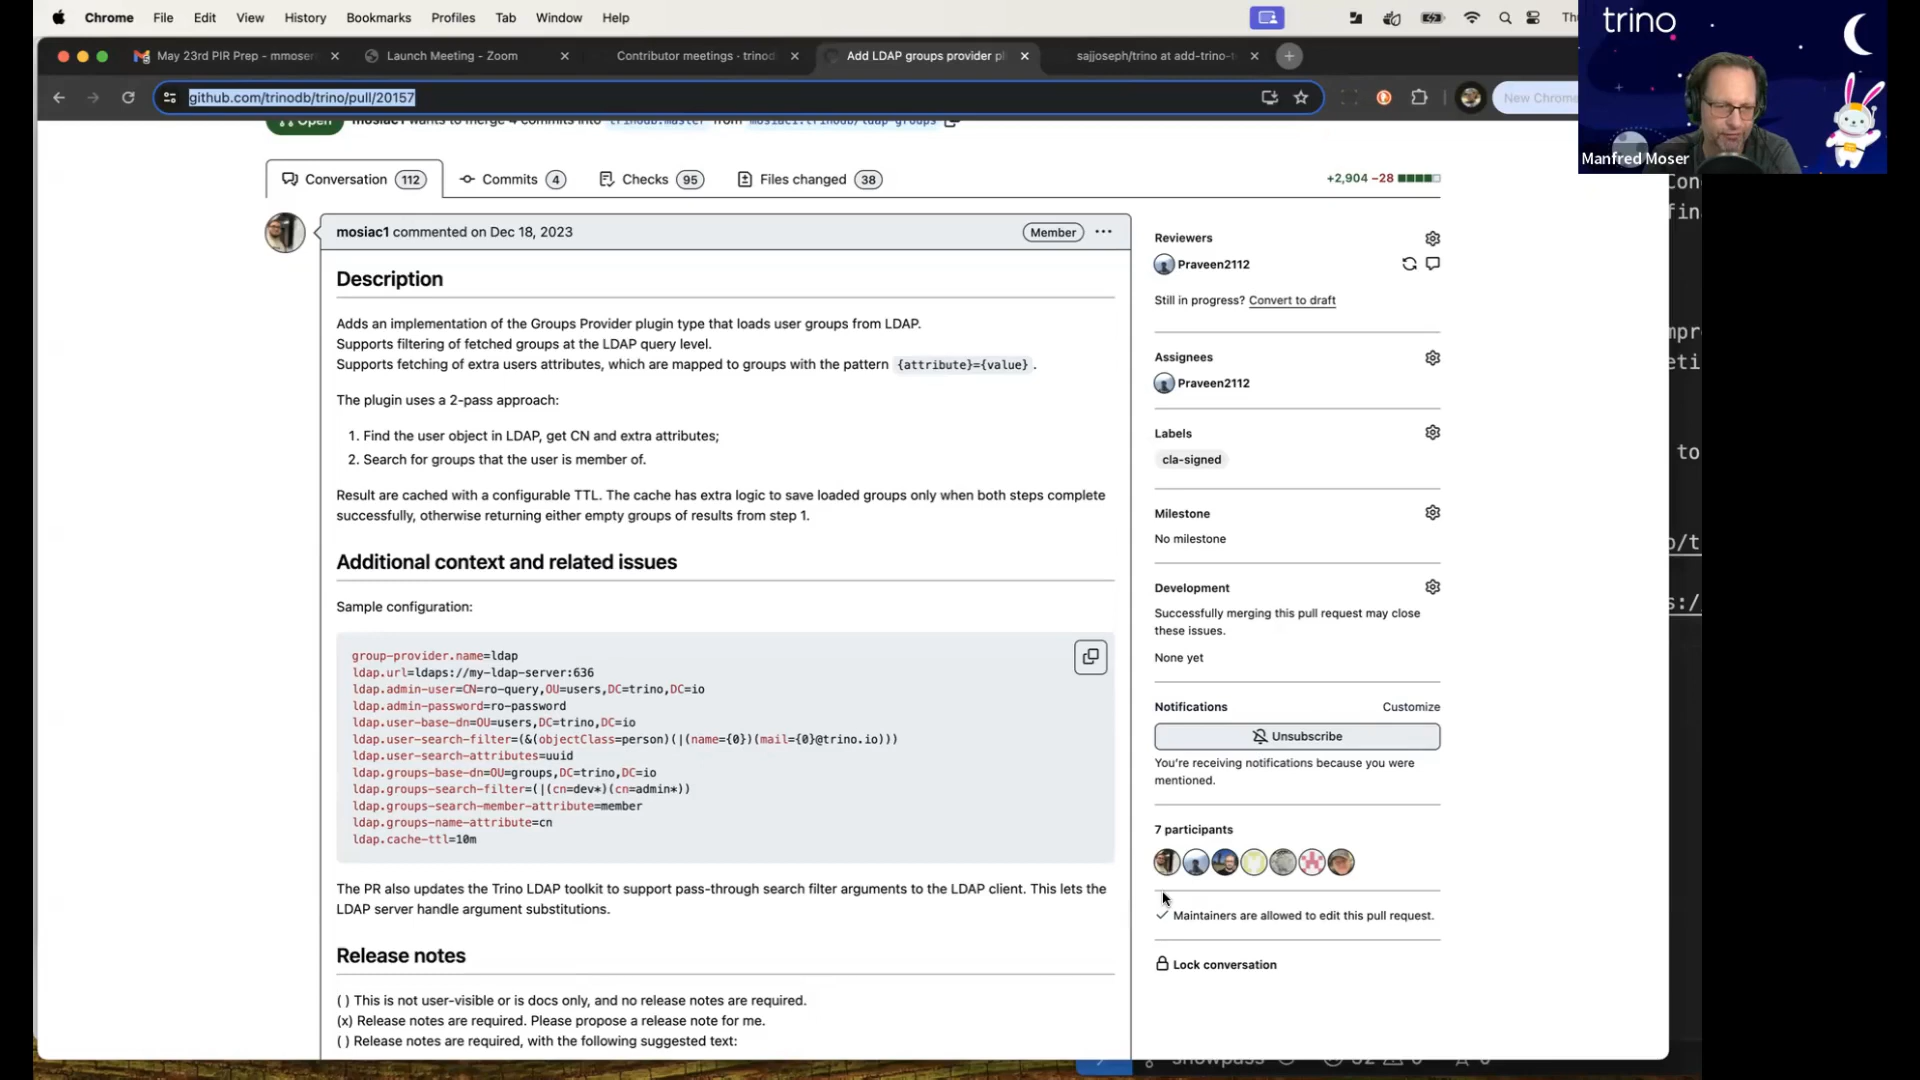 Chrome File Edit View History Bookmarks Profiles Tab Window Help
trino
May 23rd PIR Prep - mmoser
Launch Meeting - Zoom
Contributor meetings · trinod
Add LDAP groups provider pl
sajjoseph/trino at add-trino-
github.com/trinodb/trino/pull/20157
New Chrome
Manfred Moser
Open mosiac1 wants to merge 4 commits into trinodb:master from mosiac1:trinodb/ldap-groups
Conversation 112
Commits 4
Checks 95
Files changed 38
+2,904 −28
mosiac1 commented on Dec 18, 2023
Member
Description
Adds an implementation of the Groups Provider plugin type that loads user groups from LDAP.
Supports filtering of fetched groups at the LDAP query level.
Supports fetching of extra users attributes, which are mapped to groups with the pattern {attribute}={value} .
The plugin uses a 2-pass approach:
1. Find the user object in LDAP, get CN and extra attributes;
2. Search for groups that the user is member of.
Result are cached with a configurable TTL. The cache has extra logic to save loaded groups only when both steps complete
successfully, otherwise returning either empty groups of results from step 1.
Additional context and related issues
Sample configuration:
group-provider.name=ldap
ldap.url=ldaps://my-ldap-server:636
ldap.admin-user=CN=ro-query,OU=users,DC=trino,DC=io
ldap.admin-password=ro-password
ldap.user-base-dn=OU=users,DC=trino,DC=io
ldap.user-search-filter=(&(objectClass=person)(|(name={0})(mail={0}@trino.io)))
ldap.user-search-attributes=uuid
ldap.groups-base-dn=OU=groups,DC=trino,DC=io
ldap.groups-search-filter=(|(cn=dev*)(cn=admin*))
ldap.groups-search-member-attribute=member
ldap.groups-name-attribute=cn
ldap.cache-ttl=10m
The PR also updates the Trino LDAP toolkit to support pass-through search filter arguments to the LDAP client. This lets the
LDAP server handle argument substitutions.
Release notes
( ) This is not user-visible or is docs only, and no release notes are required.
(x) Release notes are required. Please propose a release note for me.
( ) Release notes are required, with the following suggested text:
Reviewers
Praveen2112
Still in progress? Convert to draft
Assignees
Praveen2112
Labels
cla-signed
Milestone
No milestone
Development
Successfully merging this pull request may close
these issues.
None yet
Notifications
Customize
Unsubscribe
You're receiving notifications because you were
mentioned.
7 participants
Maintainers are allowed to edit this pull request.
Lock conversation
to